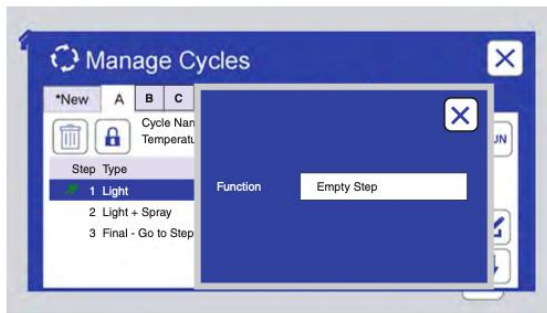 Manage Cycles
*New A B C
Cycle Nan
Temperatu
UN
Step Type
1 Light
2 Light + Spray
3 Final - Go to Step
Function Empty Step